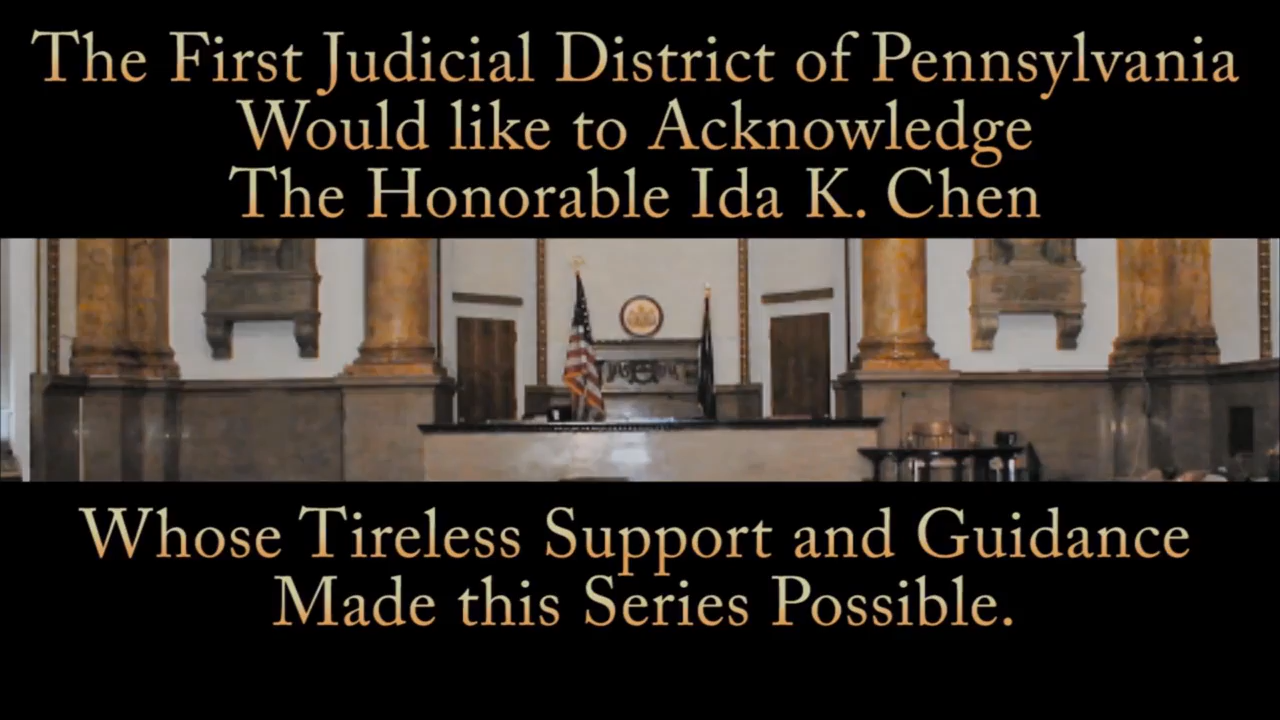 The First Judicial District of Pennsylvania
Would like to Acknowledge
The Honorable Ida K. Chen
Whose Tireless Support and Guidance
Made this Series Possible.